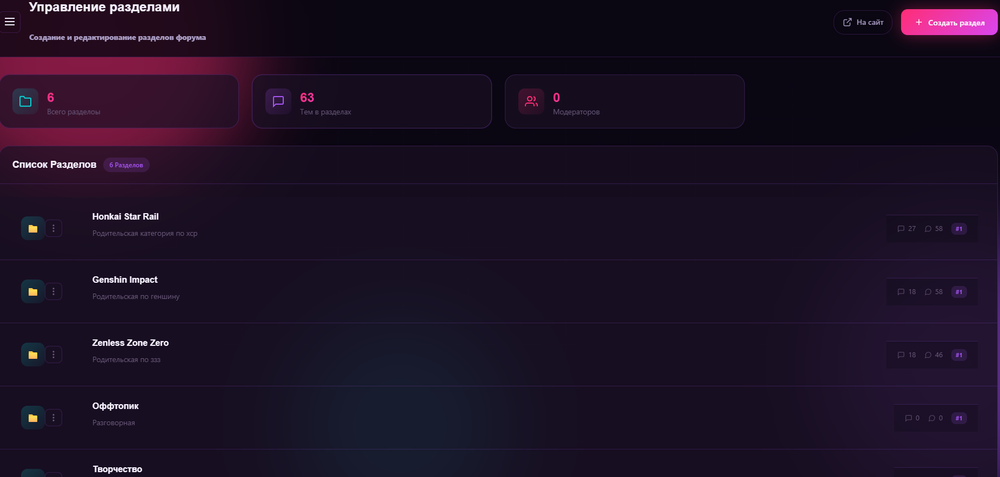 Управление разделами
Создание и редактирование разделов форума
На сайт
Создать раздел
6
Всего разделоы
63
Тем в разделах
0
Модераторов
Список Разделов
6 Разделов
Honkai Star Rail
Родительская категория по хср
27 58 #1
Genshin Impact
Родительская по геншину
18 58 #1
Zenless Zone Zero
Родительская по ззз
18 46 #1
Оффтопик
Разговорная
0 0 #1
Творчество